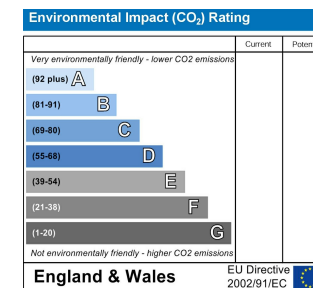 Environmental Impact (CO₂) Rating
Current Poten
Very environmentally friendly - lower CO2 emissions
(92 plus) A
(81-91) B
(69-80) C
(55-68) D
(39-54) E
(21-38) F
(1-20) G
Not environmentally friendly - higher CO2 emissions
England & Wales
EU Directive
2002/91/EC